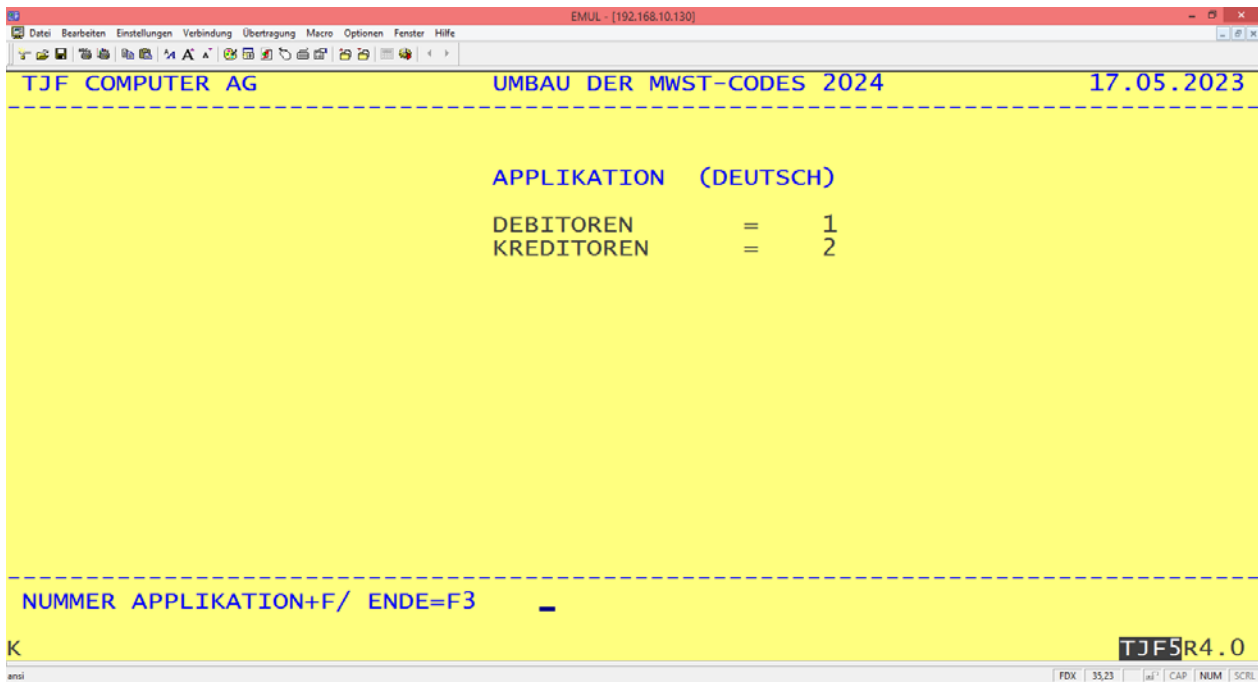 EMUL - [192.168.10.130]
Datei Bearbeiten Einstellungen Verbindung Übertragung Macro Optionen Fenster Hilfe
TJF COMPUTER AG UMBAU DER MWST-CODES 2024 17.05.2023
APPLIKATION (DEUTSCH)
DEBITOREN = 1
KREDITOREN = 2
NUMMER APPLIKATION+F/ ENDE=F3
K TJF5R4.0
ansi FDX 35,23 CAP NUM SCRL